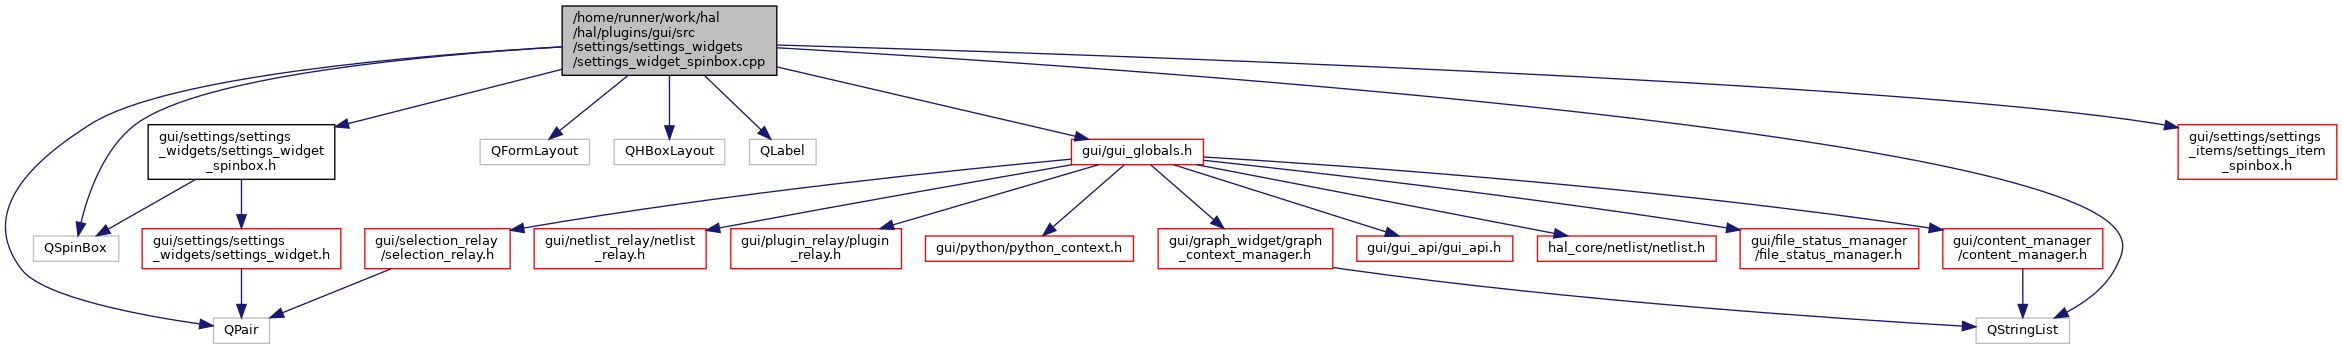 /home/runner/work/hal
/hal/plugins/gui/src
/settings/settings_widgets
/settings_widget_spinbox.cpp
gui/settings/settings
_widgets/settings_widget
_spinbox.h
QFormLayout
QHBoxLayout
QLabel
gui/gui_globals.h
gui/settings/settings
_items/settings_item
_spinbox.h
QSpinBox
gui/settings/settings
_widgets/settings_widget.h
gui/selection_relay
/selection_relay.h
gui/netlist_relay/netlist
_relay.h
gui/plugin_relay/plugin
_relay.h
gui/python/python_context.h
gui/graph_widget/graph
_context_manager.h
gui/gui_api/gui_api.h
hal_core/netlist/netlist.h
gui/file_status_manager
/file_status_manager.h
gui/content_manager
/content_manager.h
QPair
QStringList